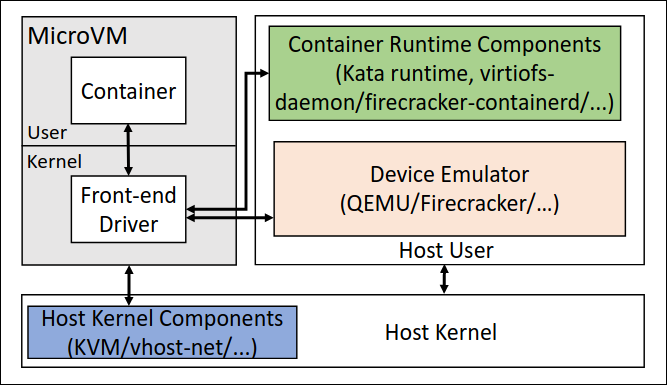 MicroVM
Container
User
Kernel
Front-end
Driver
Container Runtime Components
(Kata runtime, virtiofs-
daemon/firecracker-containerd/...)
Device Emulator
(QEMU/Firecracker/...)
Host User
Host Kernel Components
(KVM/vhost-net/...)
Host Kernel